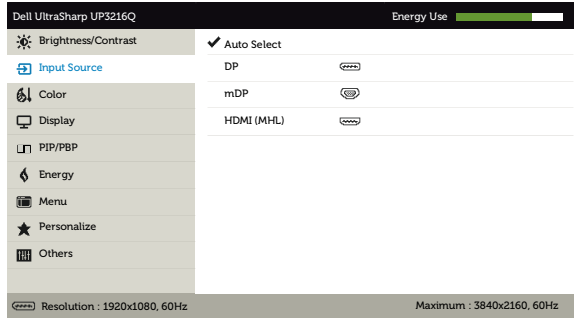 Dell UltraSharp UP3216Q
Energy Use
Brightness/Contrast
Auto Select
Input Source
DP
Color
mDP
Display
HDMI (MHL)
PIP/PBP
Energy
Menu
Personalize
Others
Resolution : 1920x1080, 60Hz
Maximum : 3840x2160, 60Hz